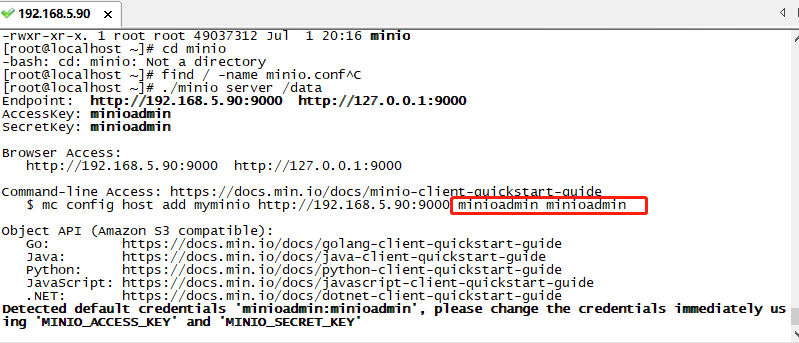 192.168.5.90
-rwxr-xr-x. 1 root root 49037312 Jul  1 20:16 minio
[root@localhost ~]# cd minio
-bash: cd: minio: Not a directory
[root@localhost ~]# find / -name minio.conf^C
[root@localhost ~]# ./minio server /data
Endpoint:  http://192.168.5.90:9000  http://127.0.0.1:9000
AccessKey: minioadmin
SecretKey: minioadmin
Browser Access:
   http://192.168.5.90:9000  http://127.0.0.1:9000
Command-line Access: https://docs.min.io/docs/minio-client-quickstart-guide
   $ mc config host add myminio http://192.168.5.90:9000 minioadmin minioadmin
Object API (Amazon S3 compatible):
   Go:         https://docs.min.io/docs/golang-client-quickstart-guide
   Java:       https://docs.min.io/docs/java-client-quickstart-guide
   Python:     https://docs.min.io/docs/python-client-quickstart-guide
   JavaScript: https://docs.min.io/docs/javascript-client-quickstart-guide
   .NET:       https://docs.min.io/docs/dotnet-client-quickstart-guide
Detected default credentials 'minioadmin:minioadmin', please change the credentials immediately us
ing 'MINIO_ACCESS_KEY' and 'MINIO_SECRET_KEY'